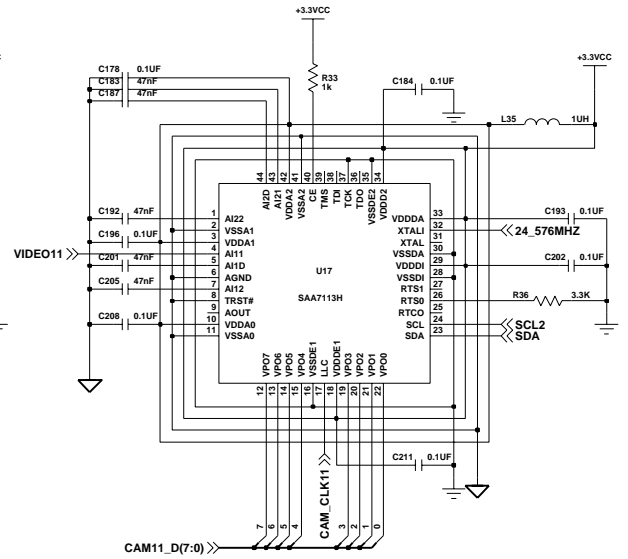 +3.3VCC
+3.3VCC
C178 0.1UF
C183 47nF
C187 47nF
R33
1k
C184 0.1UF
L35 1UH
44 43 42 41 40 39 38 37 36 35 34
AI2D AI21 VDDA2 VSSA2 CE TMS TDI TCK TDO VSSDE2 VDDD2
C192 47nF
C196 0.1UF
VIDEO11
C201 47nF
C205 47nF
C208 0.1UF
1 AI22
2 VSSA1
3 VDDA1
4 AI11
5 AI1D
6 AGND
7 AI12
8 TRST#
9 AOUT
10 VDDA0
11 VSSA0
U17
SAA7113H
VDDDA 33
XTALI 32
XTAL 31
VSSDA 30
VDDDI 29
VSSDI 28
RTS1 27
RTS0 26
RTCO 25
SCL 24
SDA 23
C193 0.1UF
24_576MHZ
C202 0.1UF
R36 3.3K
SCL2
SDA
VPO7 VPO6 VPO5 VPO4 VSSDE1 LLC VDDDE1 VPO3 VPO2 VPO1 VPO0
12 13 14 15 16 17 18 19 20 21 22
C211 0.1UF
CAM_CLK11
7 6 5 4 3 2 1 0
CAM11_D(7:0)